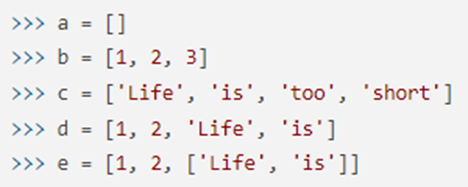 >>> a = []
>>> b = [1, 2, 3]
>>> c = ['Life', 'is', 'too', 'short']
>>> d = [1, 2, 'Life', 'is']
>>> e = [1, 2, ['Life', 'is']]